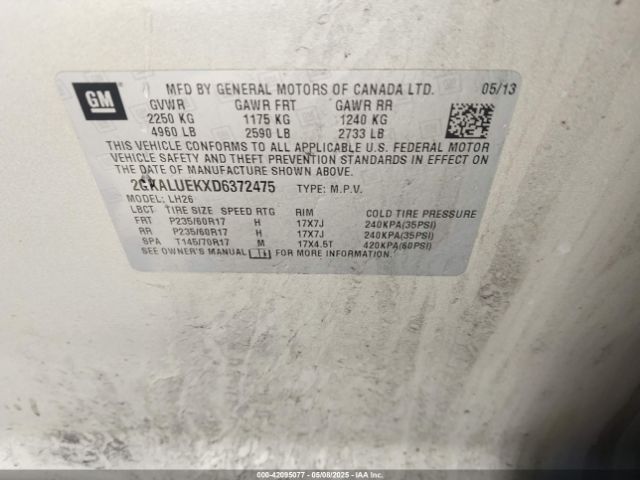 GM
MFD BY GENERAL MOTORS OF CANADA LTD. 05/13
GVWR GAWR FRT GAWR RR
2250 KG 1175 KG 1240 KG
4960 LB 2590 LB 2733 LB
THIS VEHICLE CONFORMS TO ALL APPLICABLE U.S. FEDERAL MOTOR
VEHICLE SAFETY AND THEFT PREVENTION STANDARDS IN EFFECT
ON THE DATE OF MANUFACTURE SHOWN ABOVE.
2GKALUEKXD6372475 TYPE: M.P.V.
MODEL: LH26
LBCT TIRE SIZE SPEED RTG RIM COLD TIRE PRESSURE
FRT P235/60R17 H 17X7J 240KPA(35PSI)
RR P235/60R17 H 17X7J 240KPA(35PSI)
SPA T145/70R17 M 17X4.5T 420KPA(60PSI)
SEE OWNER'S MANUAL FOR MORE INFORMATION.
000-42095077 - 05/08/2025 - IAA Inc.